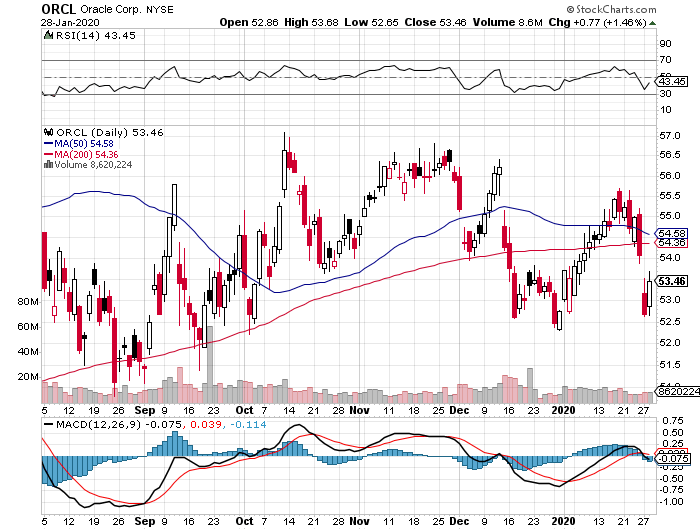 ORCL Oracle Corp. NYSE © StockCharts.com
28-Jan-2020 Open 52.86 High 53.68 Low 52.65 Close 53.46 Volume 8.6M Chg +0.77 (+1.46%)
RSI(14) 43.45
90
70
50
43.45
30
10
ORCL (Daily) 53.46
MA(50) 54.58
MA(200) 54.36
Volume 8,620,224
57.0
56.5
56.0
55.5
55.0
54.58
54.36
54.0
53.46
53.0
52.5
52.0
51.5
80M
60M
40M
20M
8620224
5 12 19 26 Sep 9 16 23 Oct 7 14 21 28 Nov 11 18 25 Dec 9 16 23 2020 13 21 27
MACD(12,26,9) -0.075, 0.039, -0.114
0.75
0.50
0.25
-0.075
-0.25
-0.50
-0.75
-1.00
5 12 19 26 Sep 9 16 23 Oct 7 14 21 28 Nov 11 18 25 Dec 9 16 23 2020 13 21 27